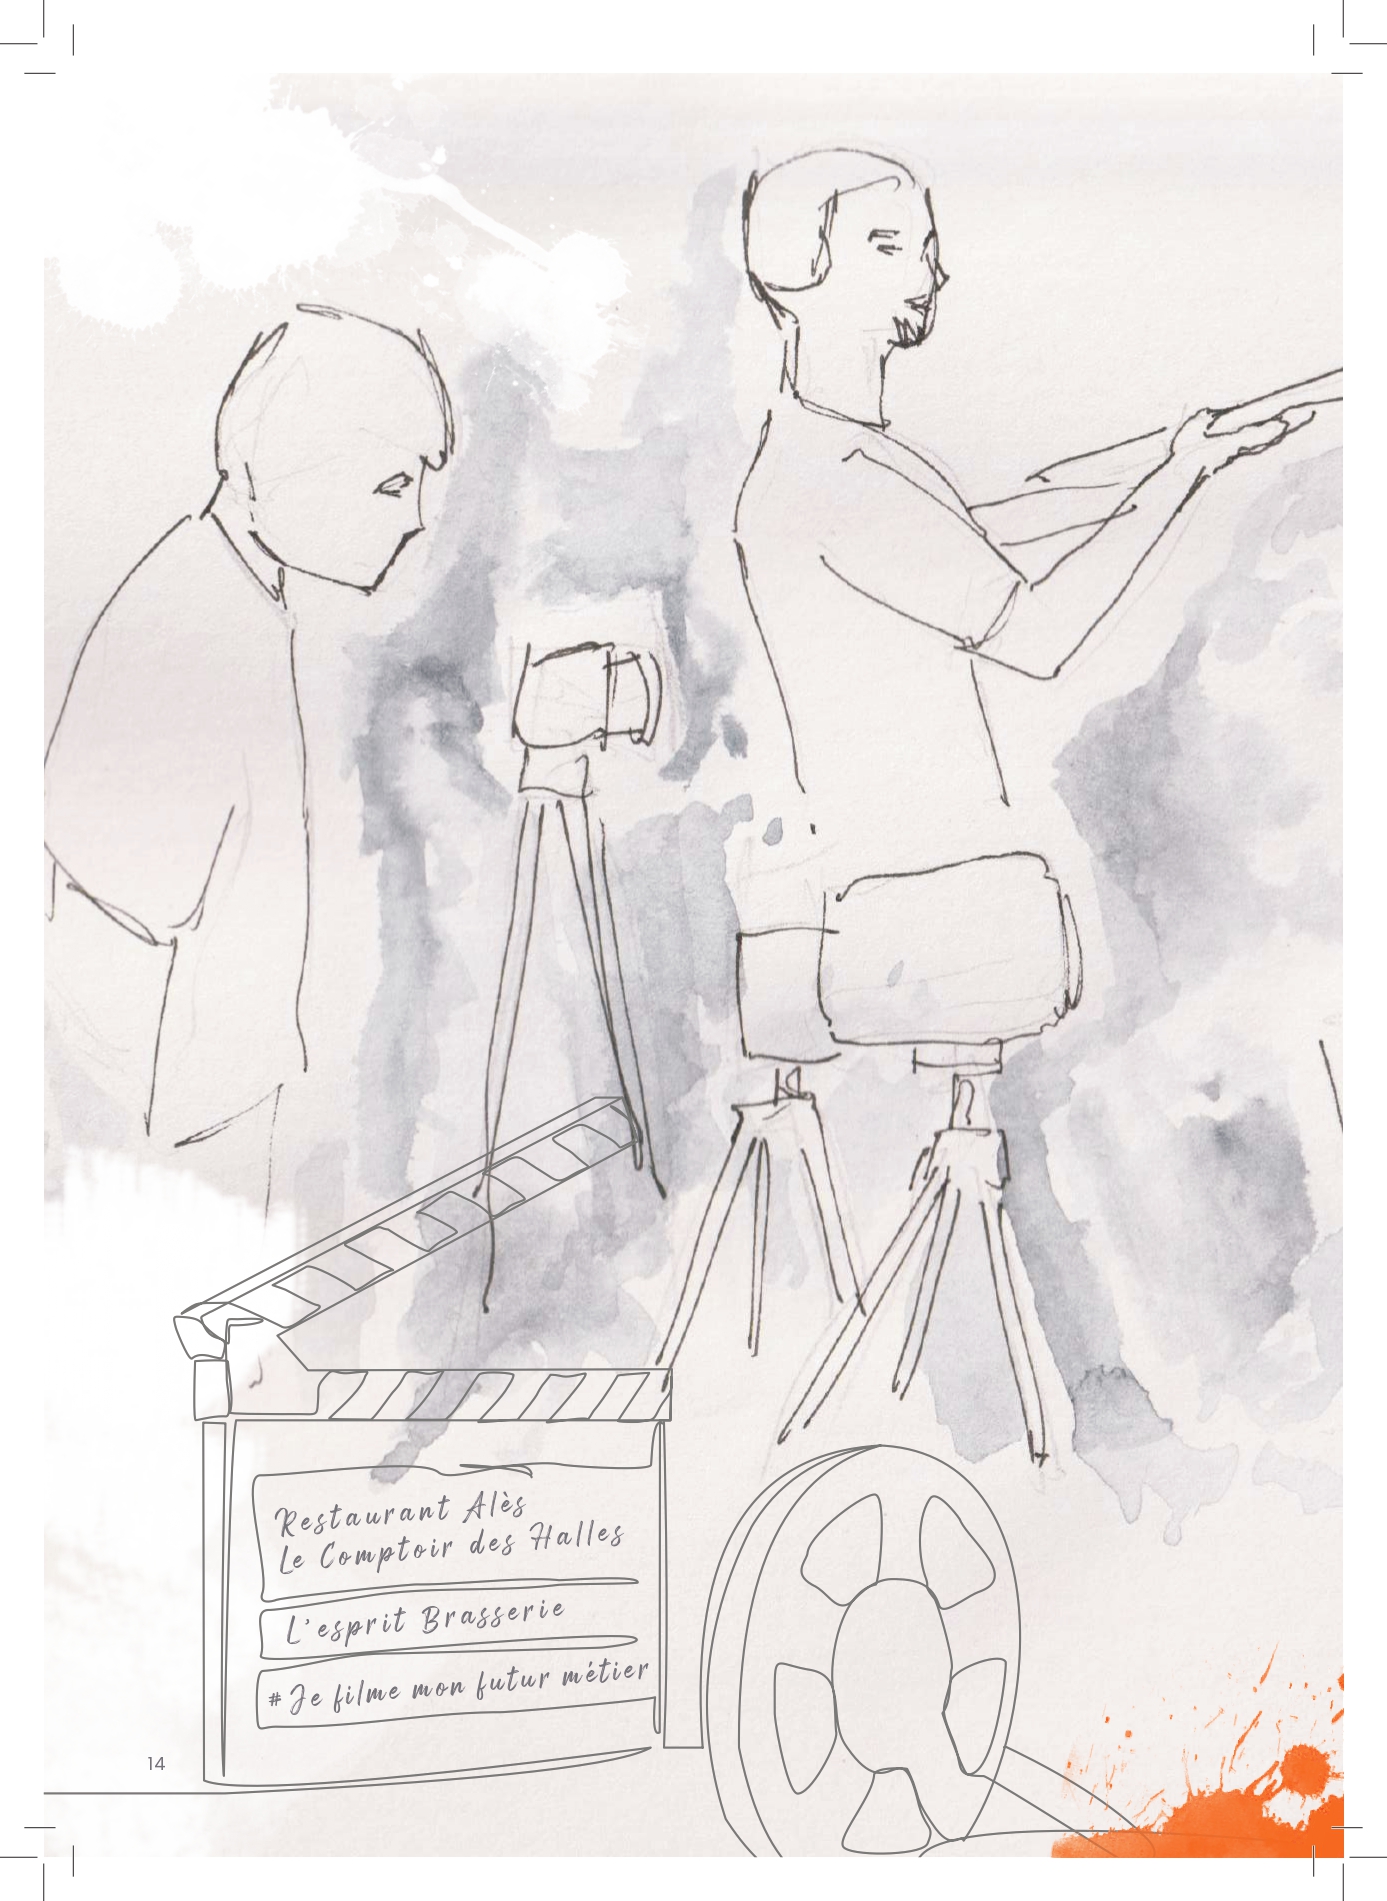 Restaurant Alès
Le Comptoir des Halles
L'esprit Brasserie
# Je filme mon futur métier
14